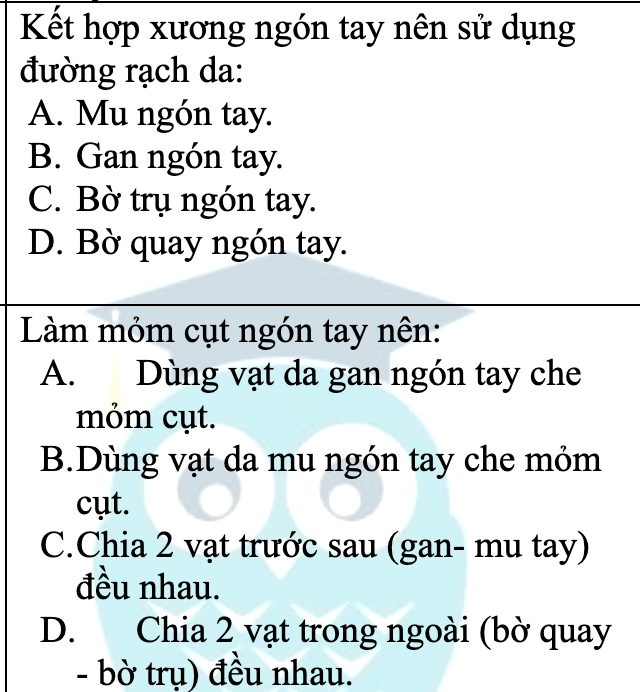 Kết hợp xương ngón tay nên sử dụng
đường rạch da:
A. Mu ngón tay.
B. Gan ngón tay.
C. Bờ trụ ngón tay.
D. Bờ quay ngón tay.
Làm mỏm cụt ngón tay nên:
A. Dùng vạt da gan ngón tay che
mỏm cụt.
B.Dùng vạt da mu ngón tay che mỏm
cụt.
C.Chia 2 vạt trước sau (gan- mu tay)
đều nhau.
D. Chia 2 vạt trong ngoài (bờ quay
- bờ trụ) đều nhau.